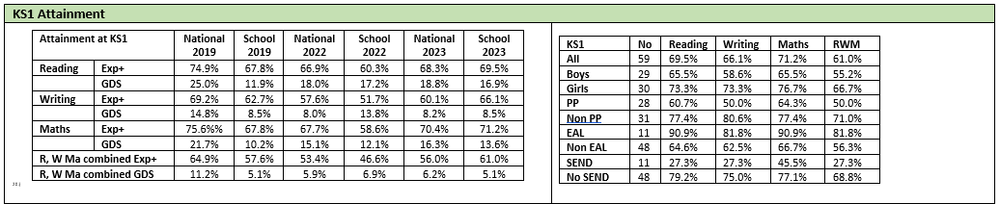 KS1 Attainment
Attainment at KS1 National 2019 School 2019 National 2022 School 2022 National 2023 School 2023
Reading Exp+ 74.9% 67.8% 66.9% 60.3% 68.3% 69.5%
GDS 25.0% 11.9% 18.0% 17.2% 18.8% 16.9%
Writing Exp+ 69.2% 62.7% 57.6% 51.7% 60.1% 66.1%
GDS 14.8% 8.5% 8.0% 13.8% 8.2% 8.5%
Maths Exp+ 75.6%% 67.8% 67.7% 58.6% 70.4% 71.2%
GDS 21.7% 10.2% 15.1% 12.1% 16.3% 13.6%
R, W Ma combined Exp+ 64.9% 57.6% 53.4% 46.6% 56.0% 61.0%
R, W Ma combined GDS 11.2% 5.1% 5.9% 6.9% 6.2% 5.1%
KS1 No Reading Writing Maths RWM
All 59 69.5% 66.1% 71.2% 61.0%
Boys 29 65.5% 58.6% 65.5% 55.2%
Girls 30 73.3% 73.3% 76.7% 66.7%
PP 28 60.7% 50.0% 64.3% 50.0%
Non PP 31 77.4% 80.6% 77.4% 71.0%
EAL 11 90.9% 81.8% 90.9% 81.8%
Non EAL 48 64.6% 62.5% 66.7% 56.3%
SEND 11 27.3% 27.3% 45.5% 27.3%
No SEND 48 79.2% 75.0% 77.1% 68.8%